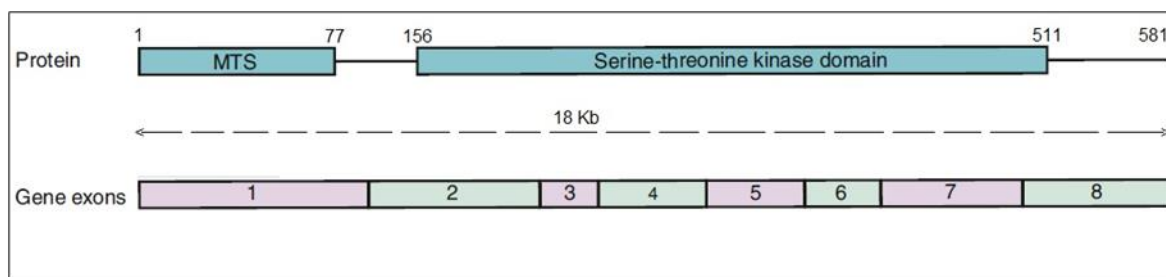 1 77 156 511 581
Protein MTS Serine-threonine kinase domain
18 Kb
Gene exons 1 2 3 4 5 6 7 8